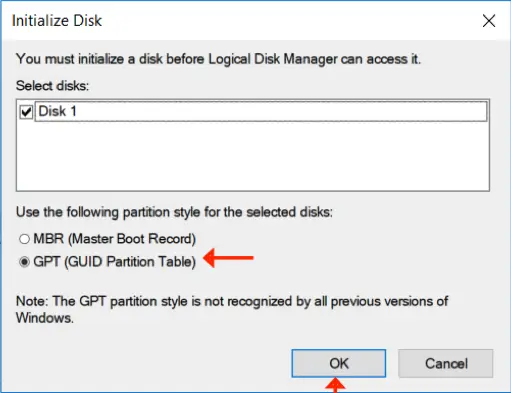 Initialize Disk
You must initialize a disk before Logical Disk Manager can access it.
Select disks:
Disk 1
Use the following partition style for the selected disks:
MBR (Master Boot Record)
GPT (GUID Partition Table)
Note: The GPT partition style is not recognized by all previous versions of
Windows.
OK
Cancel